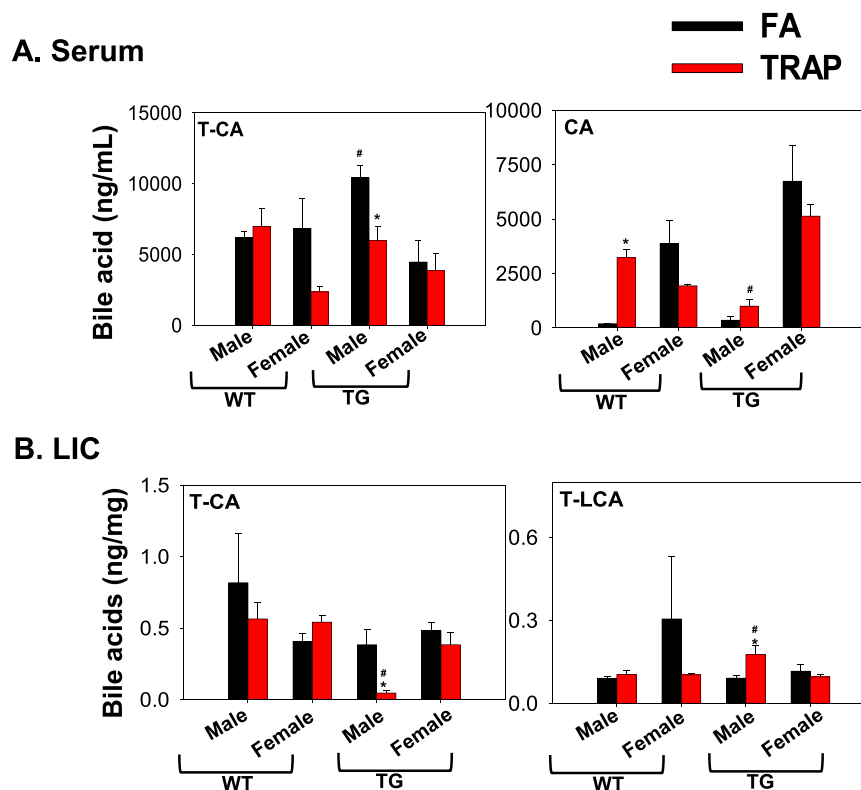 FA
TRAP
A. Serum
Bile acid (ng/mL)
15000
10000
5000
0
T-CA
#
*
Male
Female
Male
Female
WT
TG
10000
7500
5000
2500
0
CA
*
#
Male
Female
Male
Female
WT
TG
B. LIC
Bile acids (ng/mg)
1.5
1.0
0.5
0.0
T-CA
#
*
Male
Female
Male
Female
WT
TG
0.6
0.3
0.0
T-LCA
#
*
Male
Female
Male
Female
WT
TG